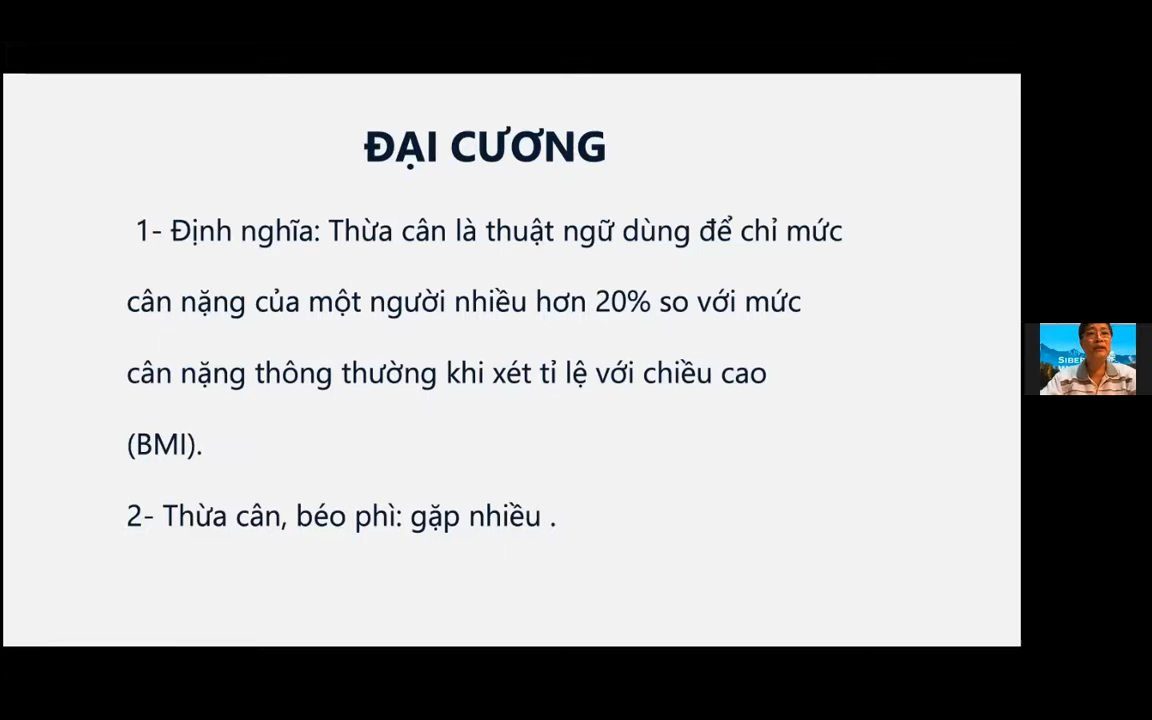 ĐẠI CƯƠNG
1- Định nghĩa: Thừa cân là thuật ngữ dùng để chỉ mức
cân nặng của một người nhiều hơn 20% so với mức
cân nặng thông thường khi xét tỉ lệ với chiều cao
(BMI).
2- Thừa cân, béo phì: gặp nhiều .